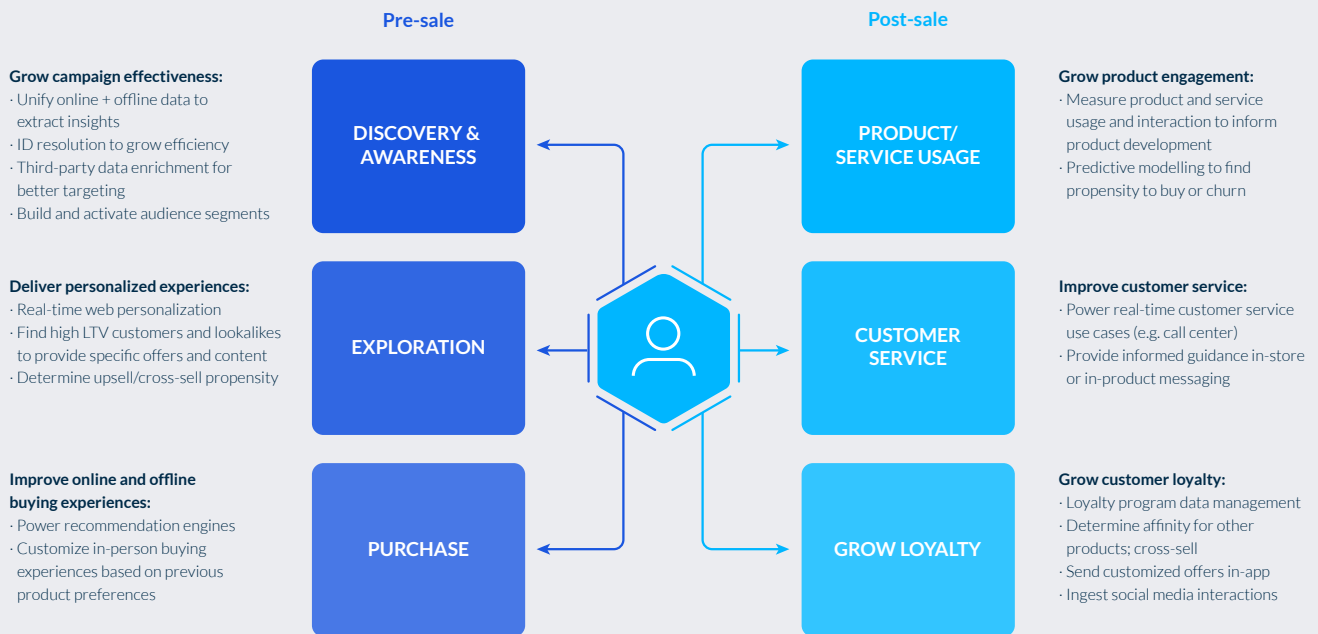 Pre-sale
Post-sale
Grow campaign effectiveness:
· Unify online + offline data to
extract insights
· ID resolution to grow efficiency
· Third-party data enrichment for
better targeting
· Build and activate audience segments
DISCOVERY &
AWARENESS
PRODUCT/
SERVICE USAGE
Grow product engagement:
· Measure product and service
usage and interaction to inform
product development
· Predictive modelling to find
propensity to buy or churn
Deliver personalized experiences:
· Real-time web personalization
· Find high LTV customers and lookalikes
to provide specific offers and content
· Determine upsell/cross-sell propensity
EXPLORATION
CUSTOMER
SERVICE
Improve customer service:
· Power real-time customer service
use cases (e.g. call center)
· Provide informed guidance in-store
or in-product messaging
Improve online and offline
buying experiences:
· Power recommendation engines
· Customize in-person buying
experiences based on previous
product preferences
PURCHASE
GROW LOYALTY
Grow customer loyalty:
· Loyalty program data management
· Determine affinity for other
products; cross-sell
· Send customized offers in-app
· Ingest social media interactions